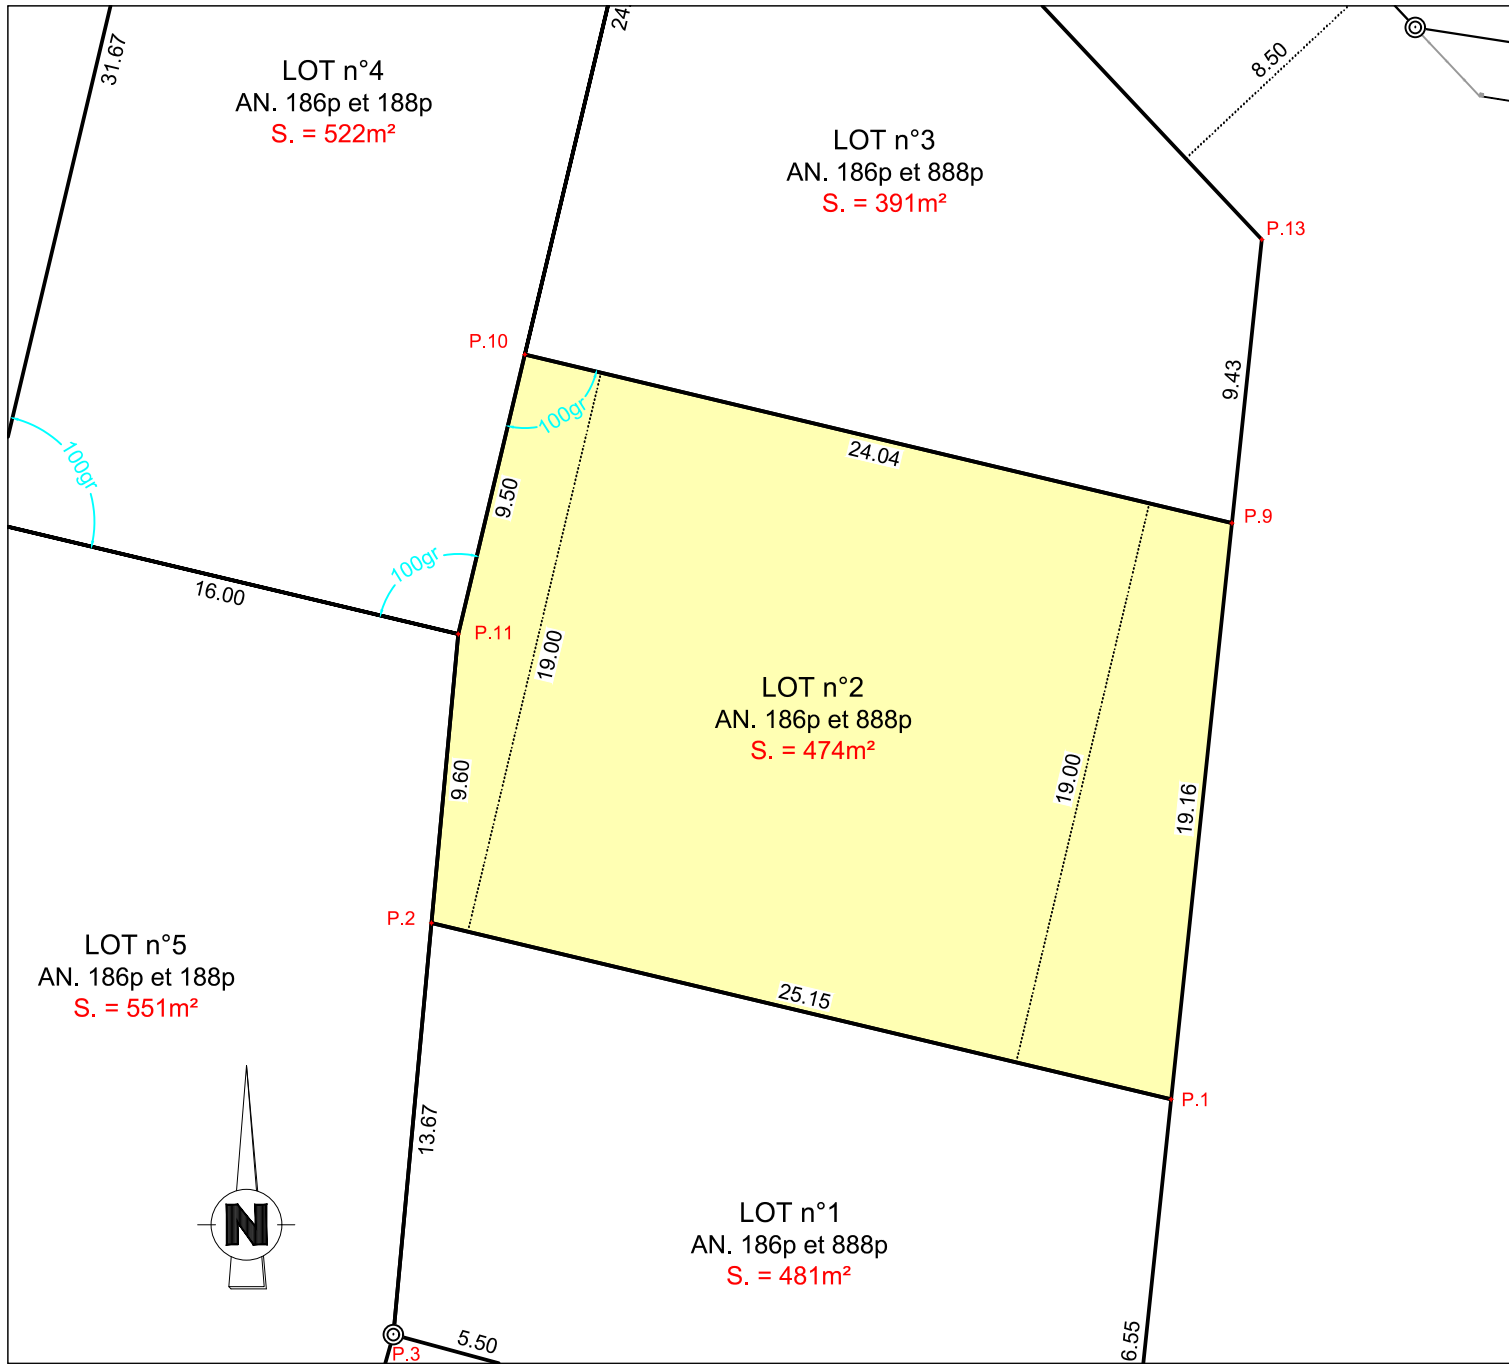 31.67
LOT n°4
AN. 186p et 188p
S. = 522m²
24.
LOT n°3
AN. 186p et 888p
S. = 391m²
8.50
P.13
P.10
9.43
100gr
24.04
100gr
9.50
P.9
100gr
16.00
P.11
19.00
LOT n°2
AN. 186p et 888p
S. = 474m²
9.60
19.00
19.16
P.2
LOT n°5
AN. 186p et 188p
S. = 551m²
25.15
P.1
13.67
N
LOT n°1
AN. 186p et 888p
S. = 481m²
5.50
P.3
6.55